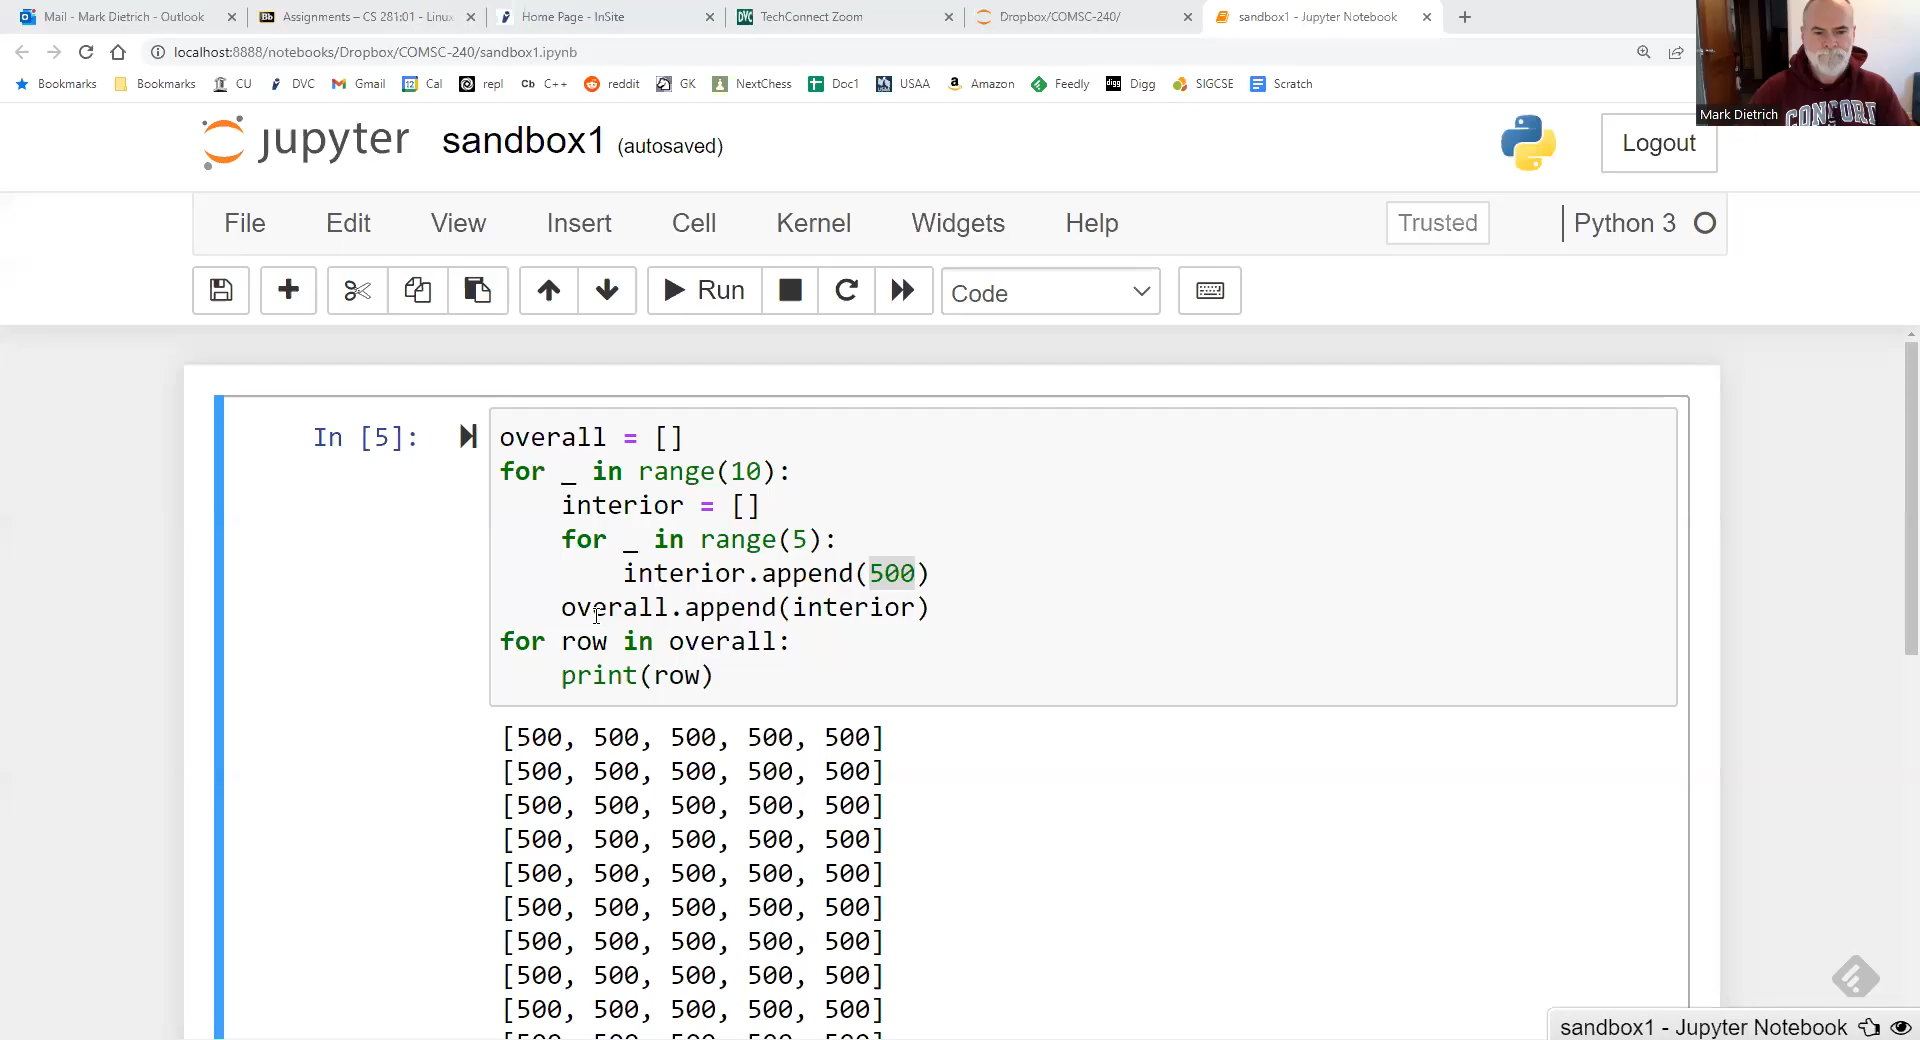 Mail - Mark Dietrich - Outlook
Assignments – CS 281:01 - Linux
Home Page - InSite
DVC TechConnect Zoom
Dropbox/COMSC-240/
sandbox1 - Jupyter Notebook
localhost:8888/notebooks/Dropbox/COMSC-240/sandbox1.ipynb
Bookmarks Bookmarks CU DVC Gmail Cal repl Cb C++ reddit GK NextChess Doc1 USAA Amazon Feedly Digg SIGCSE Scratch
Mark Dietrich
jupyter sandbox1 (autosaved)
Logout
File Edit View Insert Cell Kernel Widgets Help Trusted Python 3
Run Code
In [5]:
overall = []
for _ in range(10):
    interior = []
    for _ in range(5):
        interior.append(500)
    overall.append(interior)
for row in overall:
    print(row)
[500, 500, 500, 500, 500]
[500, 500, 500, 500, 500]
[500, 500, 500, 500, 500]
[500, 500, 500, 500, 500]
[500, 500, 500, 500, 500]
[500, 500, 500, 500, 500]
[500, 500, 500, 500, 500]
[500, 500, 500, 500, 500]
[500, 500, 500, 500, 500]
sandbox1 - Jupyter Notebook